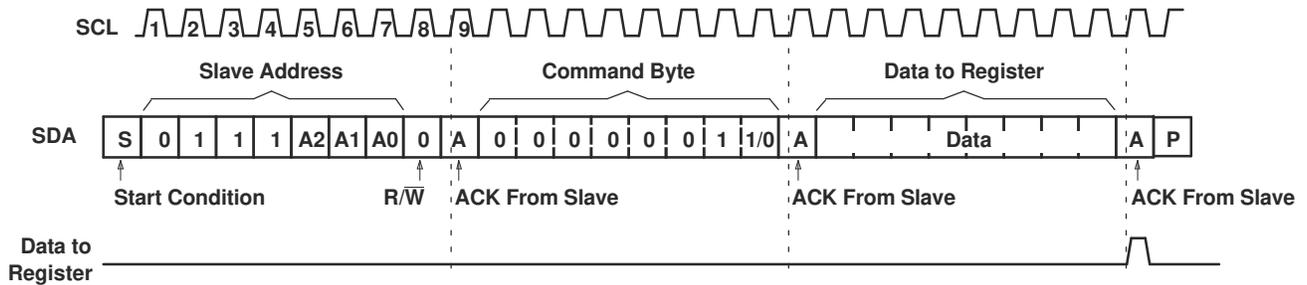 SCL 1 2 3 4 5 6 7 8 9
Slave Address Command Byte Data to Register
SDA S 0 1 1 1 A2 A1 A0 0 A 0 0 0 0 0 0 1 1/0 A Data A P
Start Condition R/W̅ ACK From Slave ACK From Slave ACK From Slave
Data to
Register